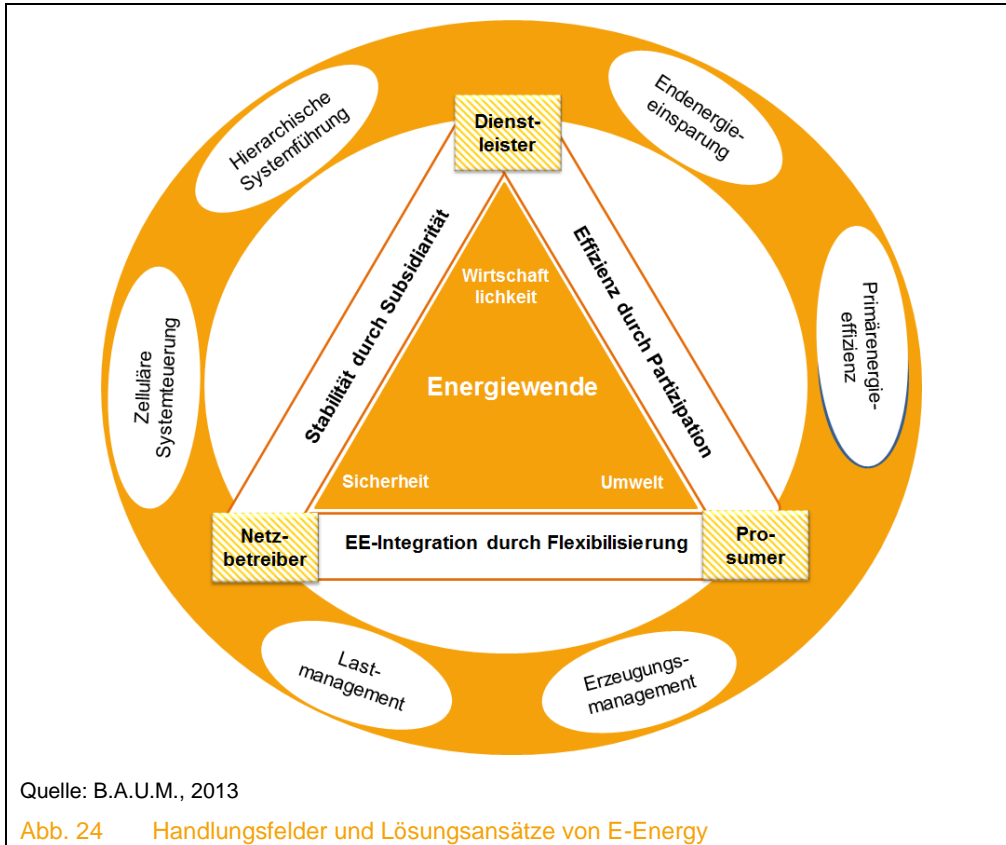 Hierarchische
Systemführung
Endenergie-
einsparung
Dienst-
leister
Stabilität durch Subsidiarität
Effizienz durch Partizipation
Wirtschaft
lichkeit
Zelluläre
Systemteuerung
Primärenergie-
effizienz
Energiewende
Sicherheit
Umwelt
Netz-
betreiber
EE-Integration durch Flexibilisierung
Pro-
sumer
Last-
management
Erzeugungs-
management
Quelle: B.A.U.M., 2013
Abb. 24 Handlungsfelder und Lösungsansätze von E-Energy